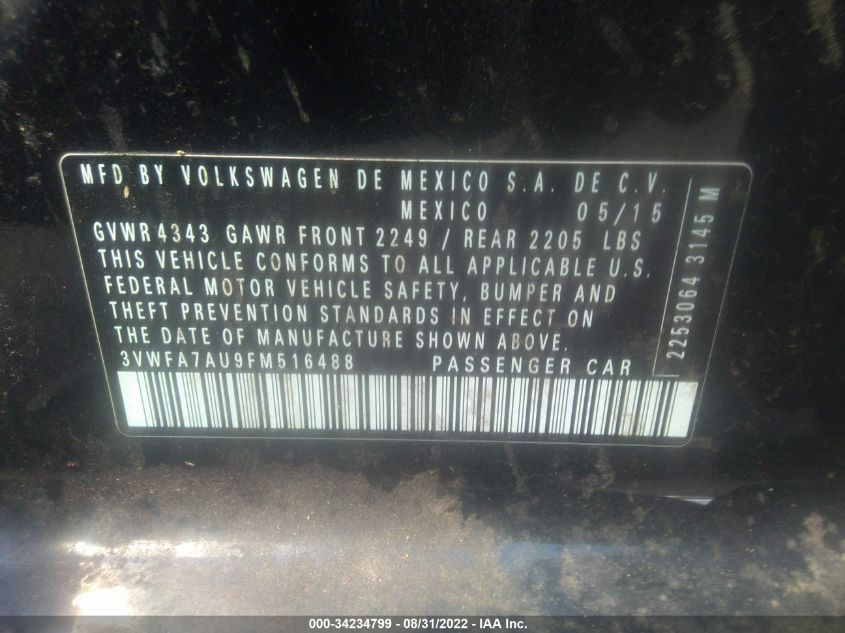 MFD BY VOLKSWAGEN DE MEXICO S.A. DE C.V.
MEXICO 05/15
GVWR4343 GAWR FRONT 2249 / REAR 2205 LBS
THIS VEHICLE CONFORMS TO ALL APPLICABLE U.S.
FEDERAL MOTOR VEHICLE SAFETY, BUMPER AND
THEFT PREVENTION STANDARDS IN EFFECT ON
THE DATE OF MANUFACTURE SHOWN ABOVE.
3VWFA7AU9FM516488 PASSENGER CAR
2253064 3145 M
000-34234799 - 08/31/2022 - IAA Inc.